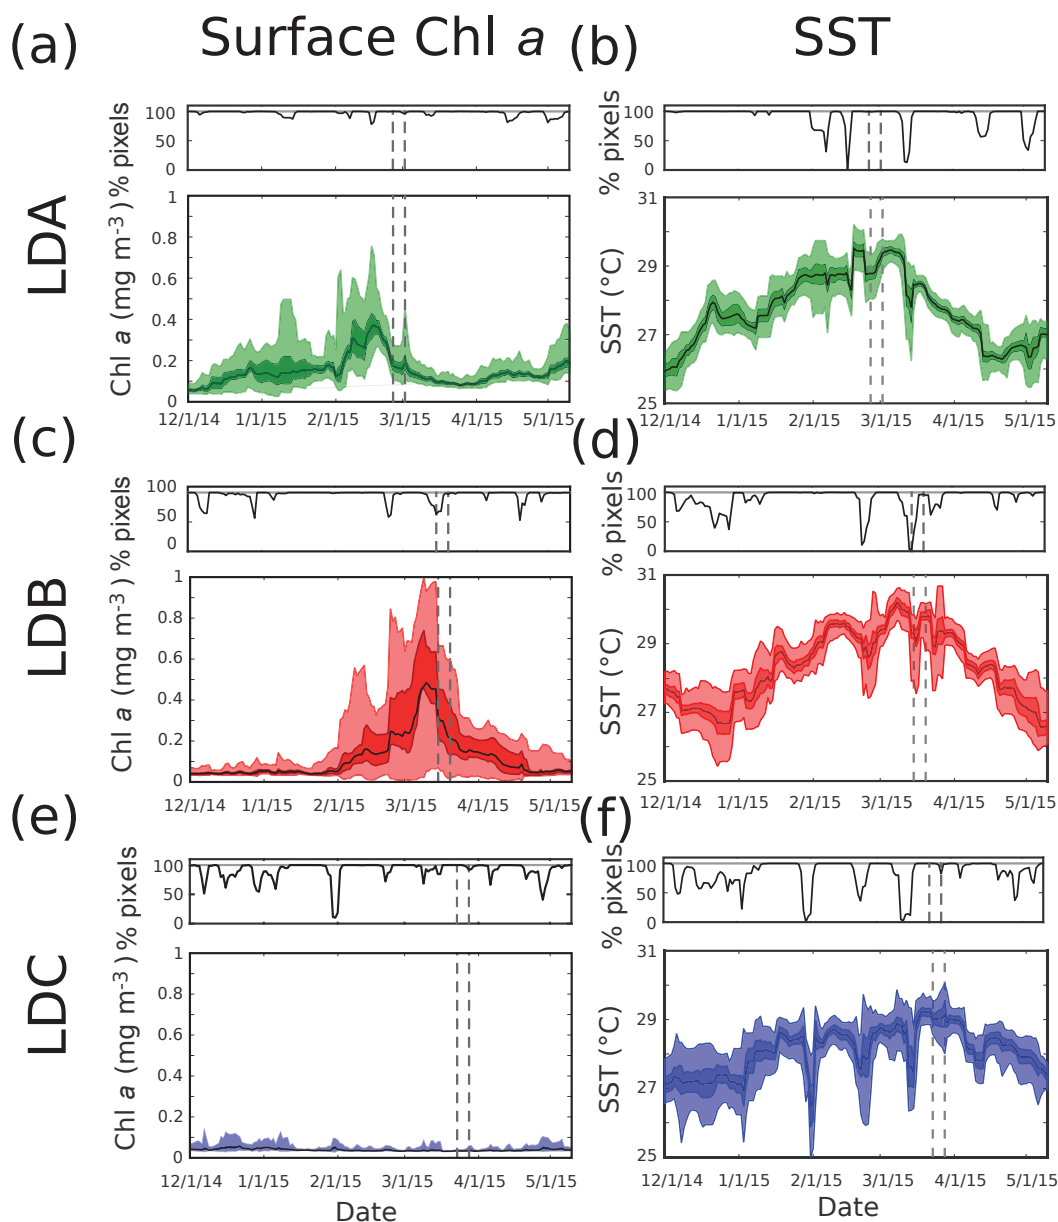 (a)
Surface Chl a
(b)
SST
LDA
% pixels
100
50
0
% pixels
100
50
0
Chl a (mg m-3)
1
0.8
0.6
0.4
0.2
0
12/1/14 1/1/15 2/1/15 3/1/15 4/1/15 5/1/15
SST (°C)
31
29
27
25
12/1/14 1/1/15 2/1/15 3/1/15 4/1/15 5/1/15
(c)
(d)
LDB
% pixels
100
50
0
% pixels
100
50
0
Chl a (mg m-3)
1
0.8
0.6
0.4
0.2
0
12/1/14 1/1/15 2/1/15 3/1/15 4/1/15 5/1/15
SST (°C)
31
29
27
25
12/1/14 1/1/15 2/1/15 3/1/15 4/1/15 5/1/15
(e)
(f)
LDC
% pixels
100
50
0
% pixels
100
50
0
Chl a (mg m-3)
1
0.8
0.6
0.4
0.2
0
12/1/14 1/1/15 2/1/15 3/1/15 4/1/15 5/1/15
Date
SST (°C)
31
29
27
25
12/1/14 1/1/15 2/1/15 3/1/15 4/1/15 5/1/15
Date